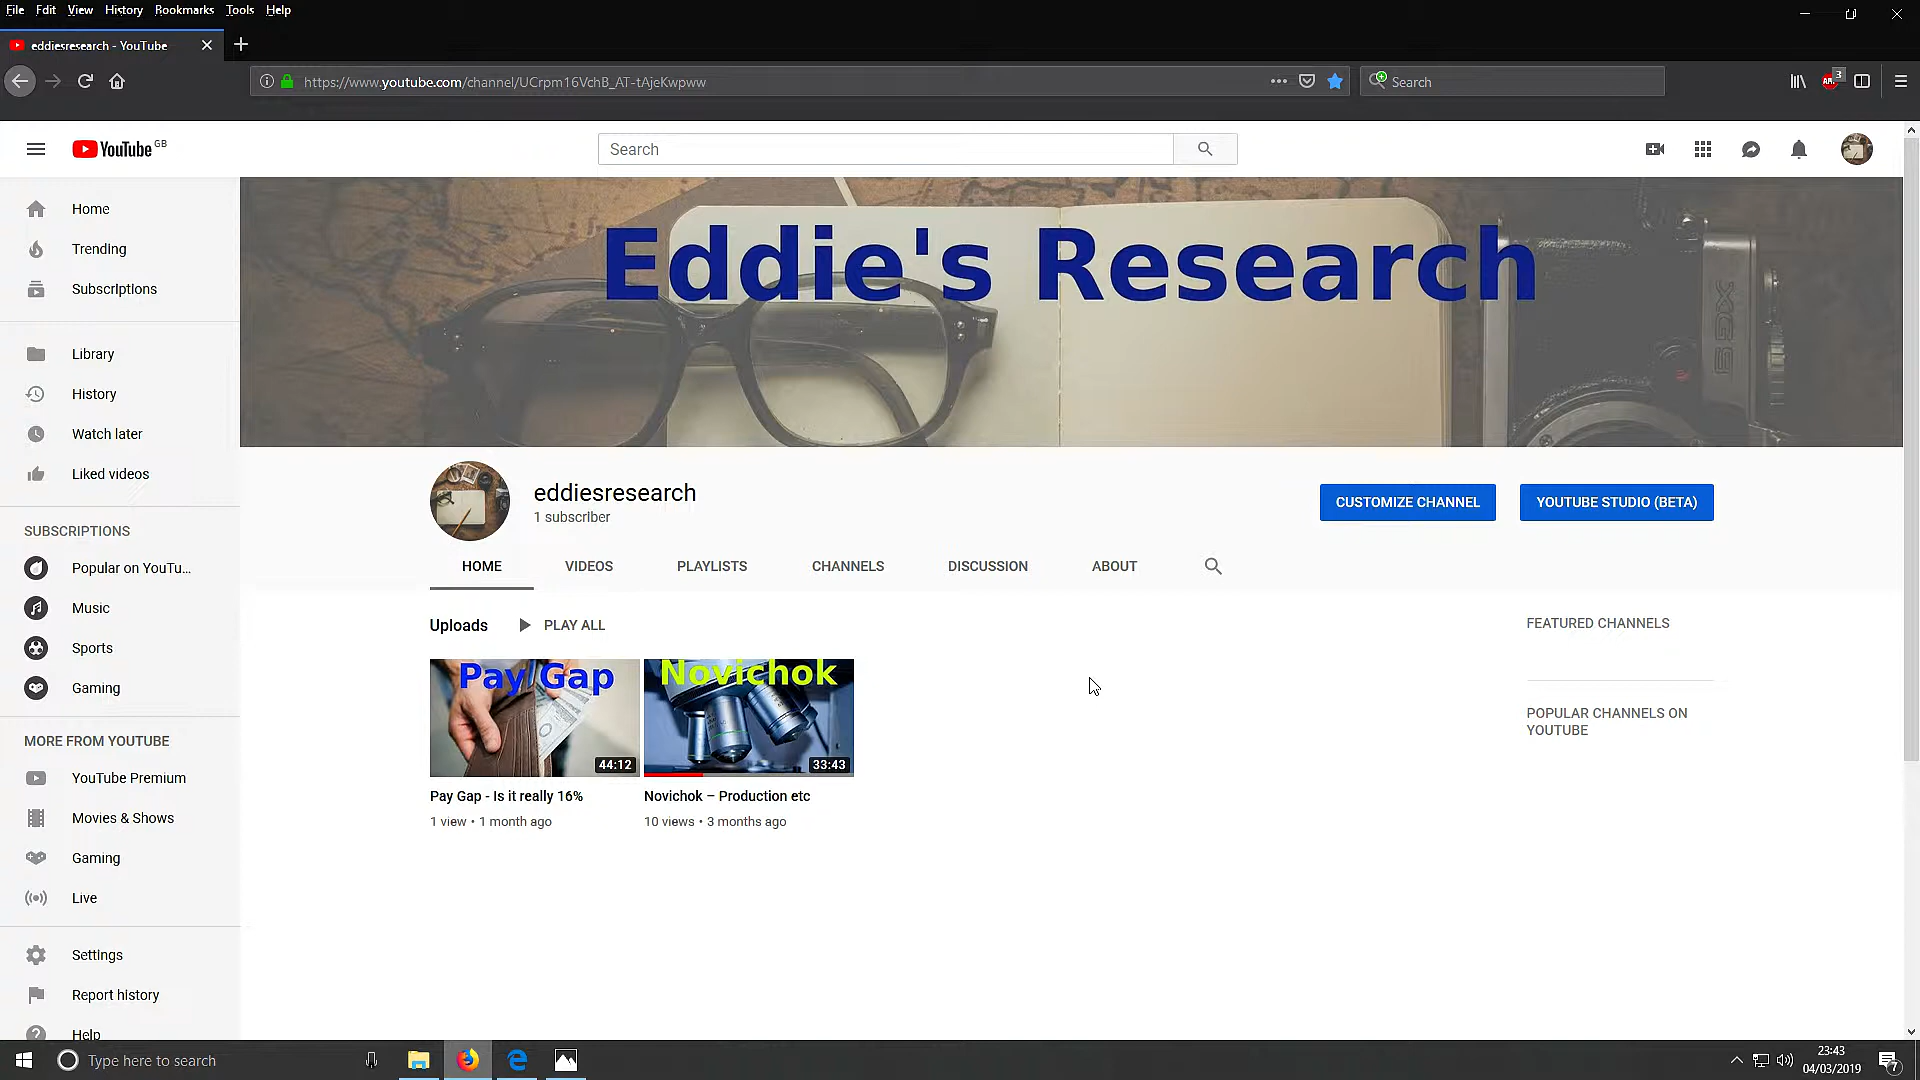 File Edit View History Bookmarks Tools Help
eddiesresearch - YouTube
https://www.youtube.com/channel/UCrpm16VchB_AT-tAjeKwpww
Search
3
YouTube GB
Search
Home
Trending
Subscriptions
Library
History
Watch later
Liked videos
SUBSCRIPTIONS
Popular on YouTu...
Music
Sports
Gaming
MORE FROM YOUTUBE
YouTube Premium
Movies & Shows
Gaming
Live
Settings
Report history
Help
Eddie's Research
XG 9
eddiesresearch
1 subscriber
CUSTOMIZE CHANNEL
YOUTUBE STUDIO (BETA)
HOME VIDEOS PLAYLISTS CHANNELS DISCUSSION ABOUT
Uploads PLAY ALL
Pay Gap
44:12
Pay Gap - Is it really 16%
1 view • 1 month ago
Novichok
33:43
Novichok – Production etc
10 views • 3 months ago
FEATURED CHANNELS
POPULAR CHANNELS ON
YOUTUBE
Type here to search
23:43
04/03/2019
7